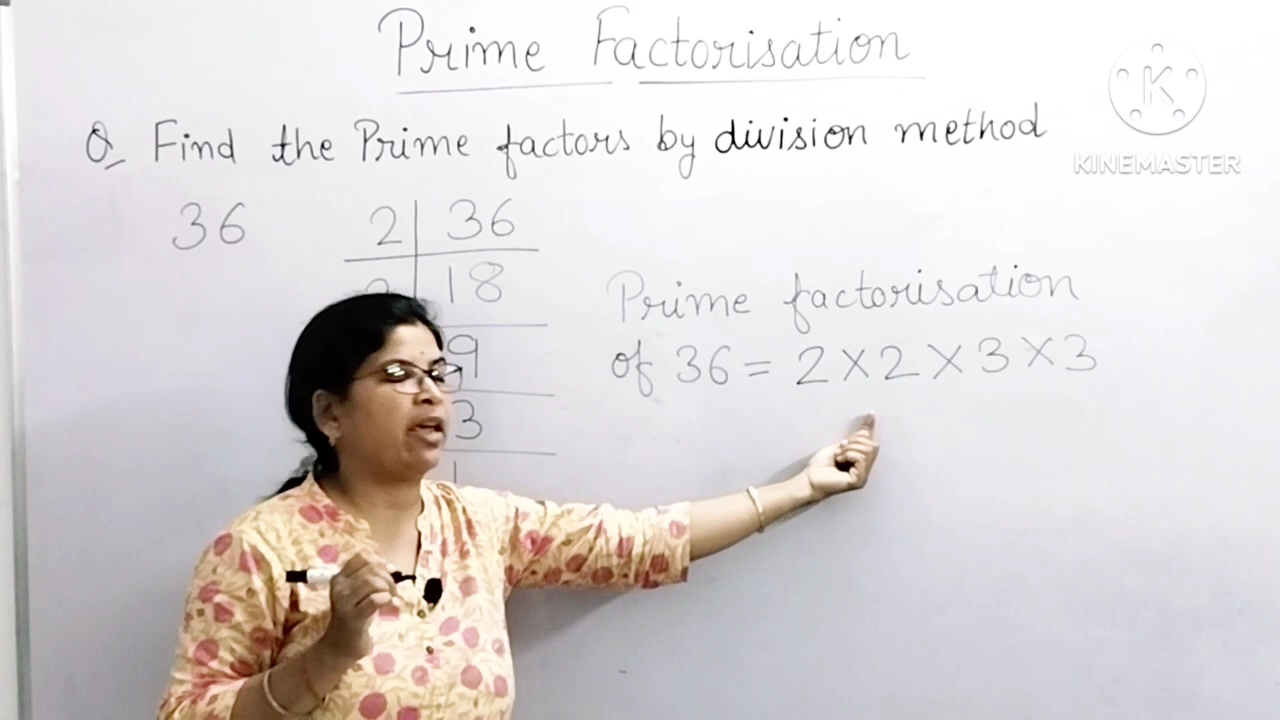 Prime Factorisation
Q Find the Prime factors by division method
36
2 36
18
9
3
Prime factorisation
of 36 = 2×2×3×3
K
KINEMASTER